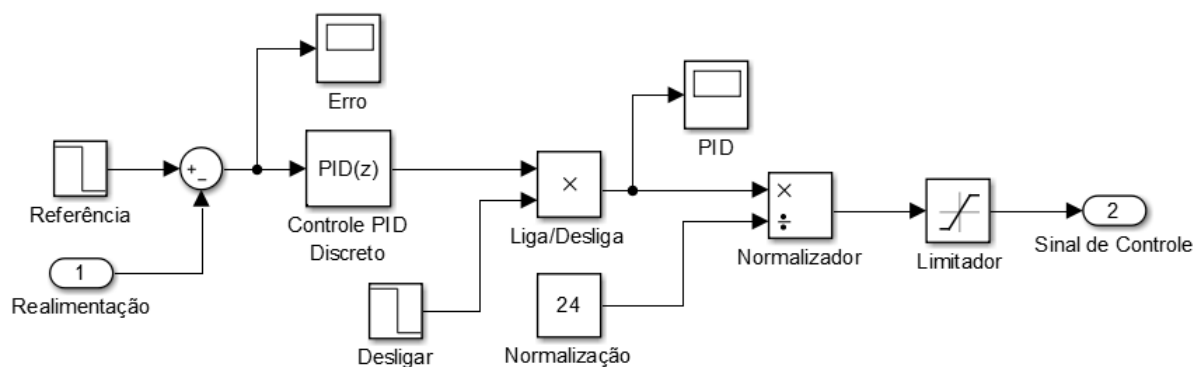 Erro
PID
Referência
+
−
PID(z)
Controle PID
Discreto
×
Liga/Desliga
×
÷
Normalizador
Limitador
2
Sinal de Controle
1
Realimentação
Desligar
24
Normalização